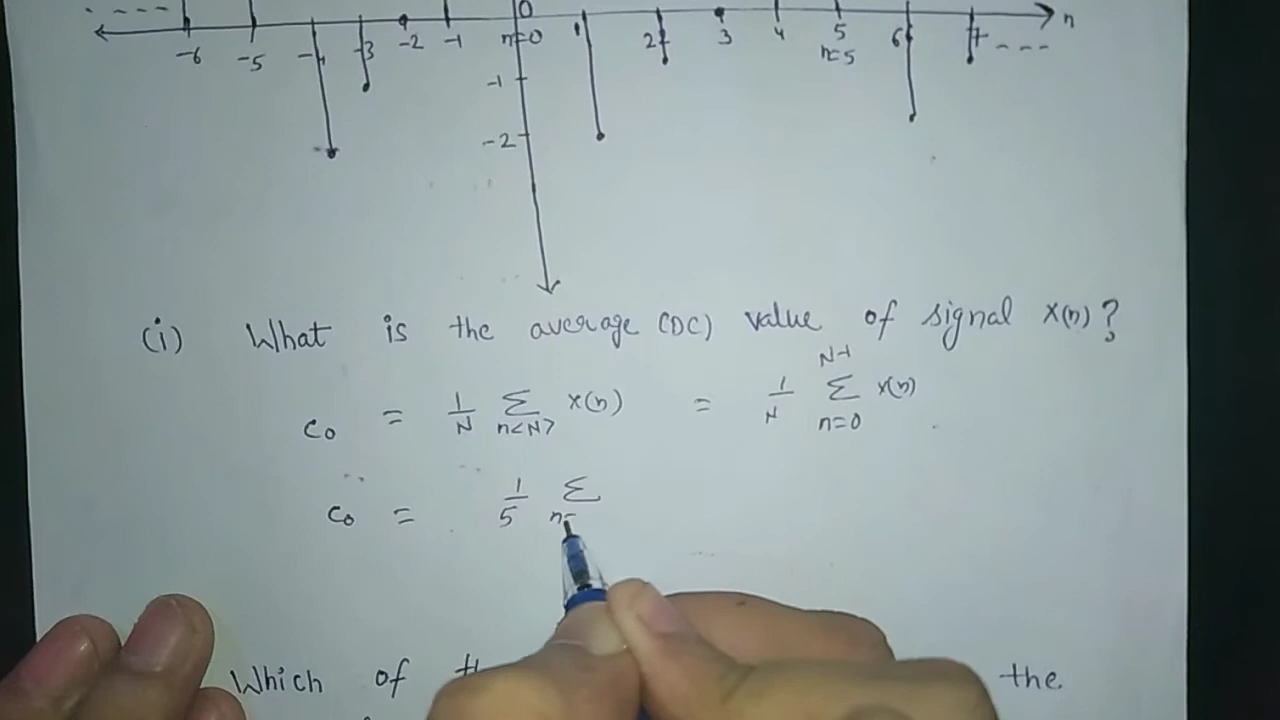 0 n
-6 -5 -4 -3 -2 -1 n=0 1 2 3 4 5 6 7 ----
n=5
-1
-2
(i) What is the average (DC) value of signal x(n)?
c₀ = 1/N Σ n<N> x(n) = 1/N Σ n=0 N-1 x(n)
c₀ = 1/5 Σ n=
Which of the